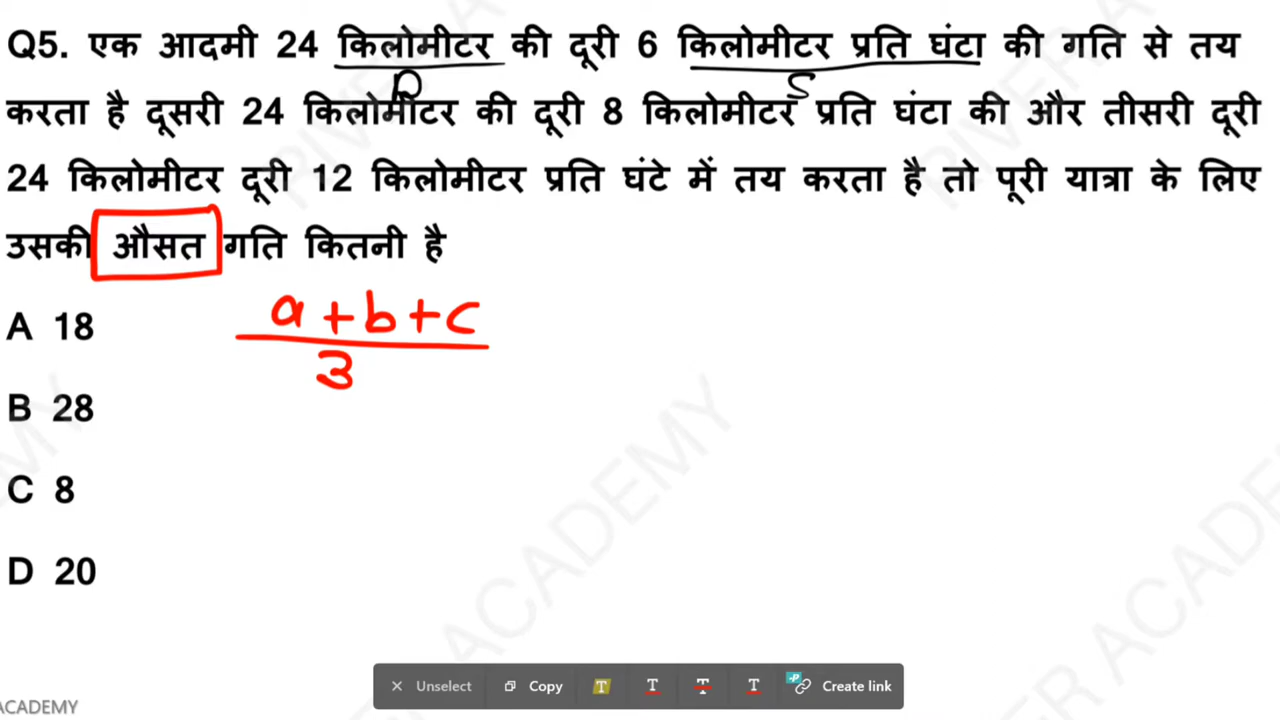 Q5. एक आदमी 24 किलोमीटर की दूरी 6 किलोमीटर प्रति घंटा की गति से तय
D S
करता है दूसरी 24 किलोमीटर की दूरी 8 किलोमीटर प्रति घंटा की और तीसरी दूरी
24 किलोमीटर दूरी 12 किलोमीटर प्रति घंटे में तय करता है तो पूरी यात्रा के लिए
उसकी औसत गति कितनी है
a + b + c
3
A 18
B 28
C 8
D 20
RIVER ACADEMY
Unselect Copy T T T T Create link
ACADEMY